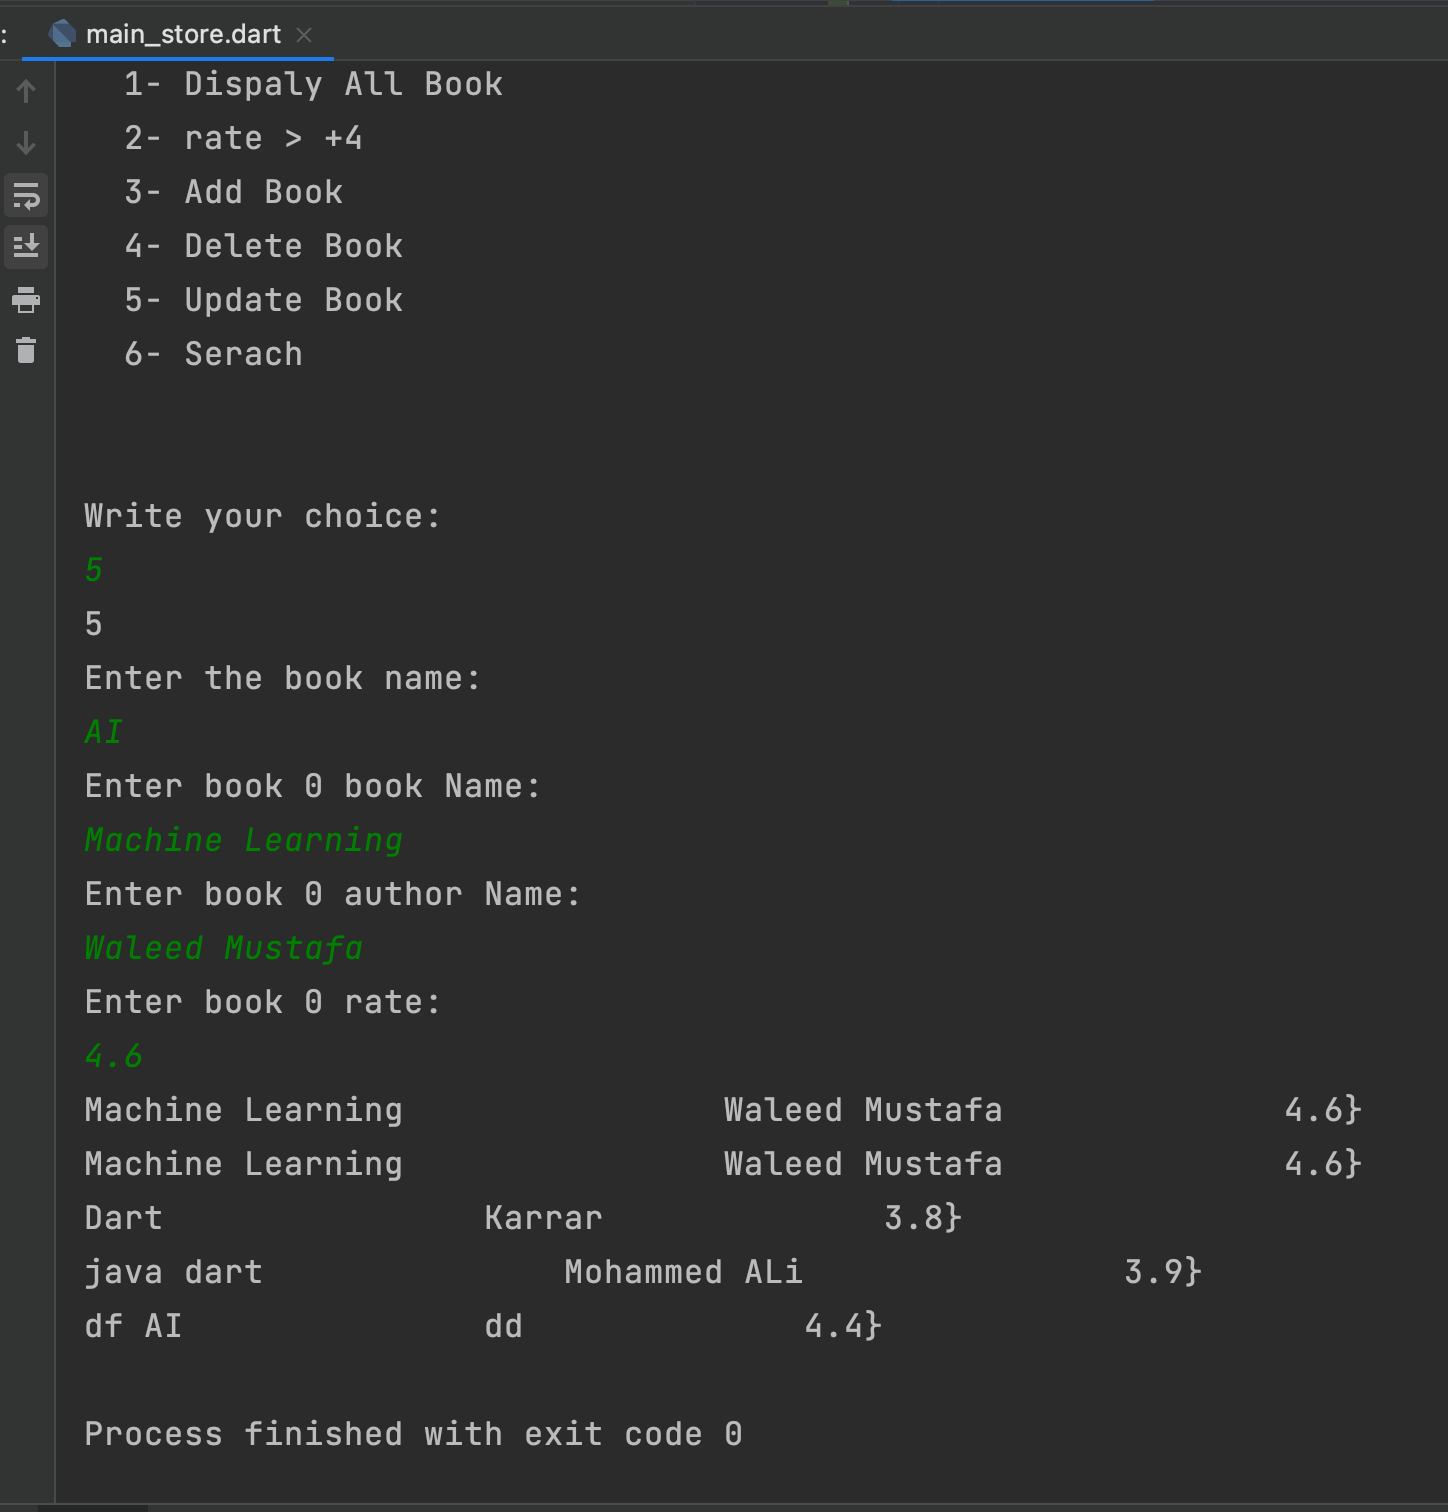 : main_store.dart
1- Dispaly All Book
2- rate > +4
3- Add Book
4- Delete Book
5- Update Book
6- Serach
Write your choice:
5
5
Enter the book name:
AI
Enter book 0 book Name:
Machine Learning
Enter book 0 author Name:
Waleed Mustafa
Enter book 0 rate:
4.6
Machine Learning                Waleed Mustafa              4.6}
Machine Learning                Waleed Mustafa              4.6}
Dart                Karrar              3.8}
java dart               Mohammed ALi                3.9}
df AI               dd              4.4}
Process finished with exit code 0